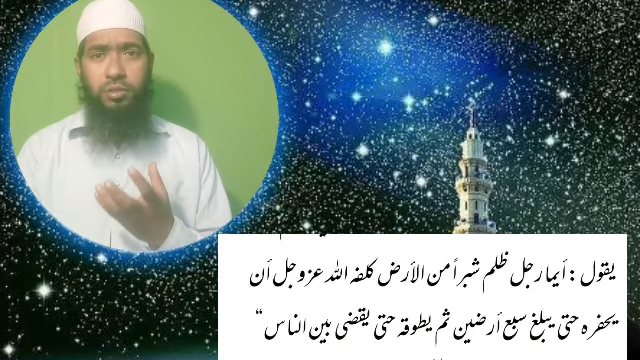 يقول: أيما رجل ظلم شبراً من الأرض كلفه الله عزوجل أن
يحفره حتى يبلغ سبع أرضين ثم يطوقه حتى يقضى بين الناس“